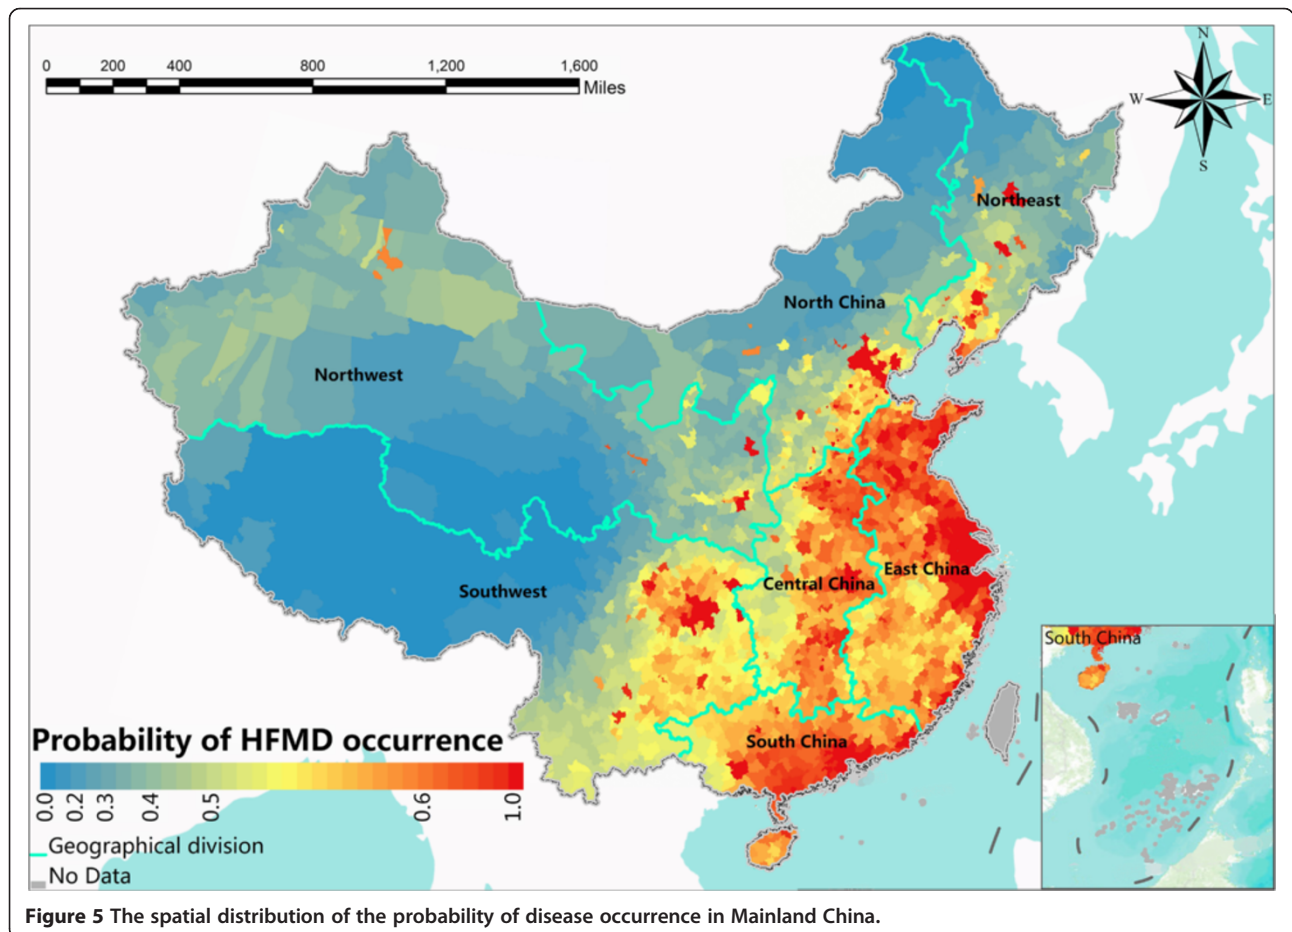 0 200 400 800 1,200 1,600
Miles
N
W E
S
Northeast
North China
Northwest
Southwest
Central China
East China
South China
South China
Probability of HFMD occurrence
0.0 0.2 0.3 0.4 0.5 0.6 1.0
Geographical division
No Data
Figure 5 The spatial distribution of the probability of disease occurrence in Mainland China.